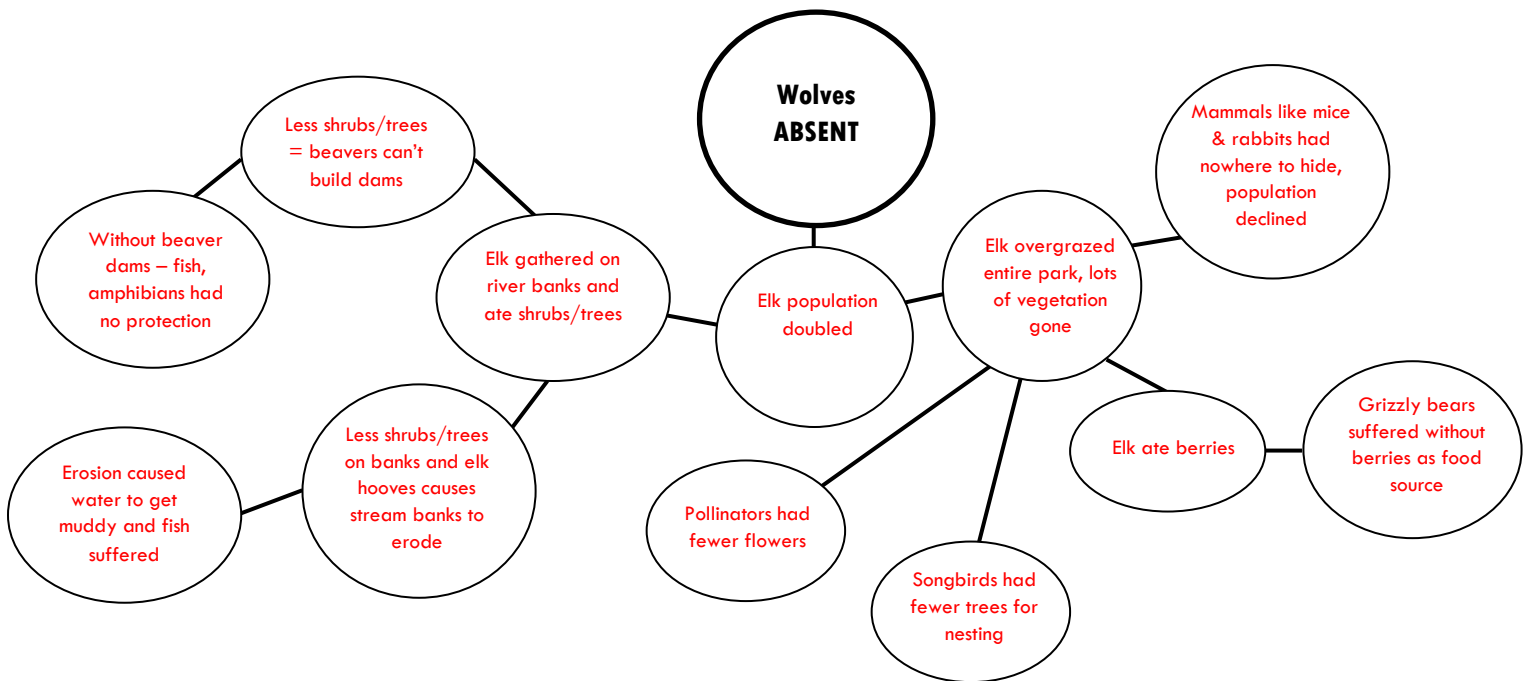 Wolves
ABSENT
Less shrubs/trees
= beavers can't
build dams
Without beaver
dams – fish,
amphibians had
no protection
Elk gathered on
river banks and
ate shrubs/trees
Elk population
doubled
Elk overgrazed
entire park, lots
of vegetation
gone
Mammals like mice
& rabbits had
nowhere to hide,
population
declined
Less shrubs/trees
on banks and elk
hooves causes
stream banks to
erode
Erosion caused
water to get
muddy and fish
suffered
Pollinators had
fewer flowers
Songbirds had
fewer trees for
nesting
Elk ate berries
Grizzly bears
suffered without
berries as food
source